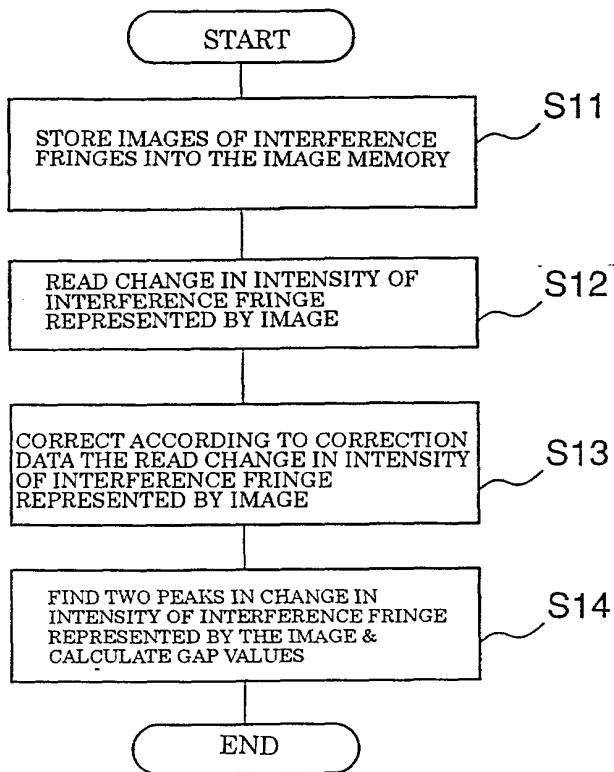 START
S11
STORE IMAGES OF INTERFERENCE
FRINGES INTO THE IMAGE MEMORY
S12
READ CHANGE IN INTENSITY OF
INTERFERENCE FRINGE
REPRESENTED BY IMAGE
S13
CORRECT ACCORDING TO CORRECTION
DATA THE READ CHANGE IN INTENSITY
OF INTERFERENCE FRINGE
REPRESENTED BY IMAGE
S14
FIND TWO PEAKS IN CHANGE IN
INTENSITY OF INTERFERENCE FRINGE
REPRESENTED BY THE IMAGE &
CALCULATE GAP VALUES
END